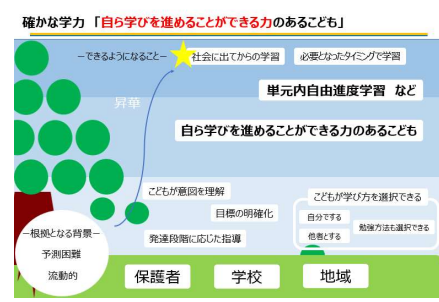 確かな学力 「自ら学びを進めることができる力のあるこども」
－できるようになること－
社会に出てからの学習
必要となったタイミングで学習
昇華
単元内自由進度学習 など
自ら学びを進めることができる力のあるこども
こどもが意図を理解
目標の明確化
発達段階に応じた指導
こどもが学び方を選択できる
自分でする
他者とする
勉強方法も選択できる
－根拠となる背景－
予測困難
流動的
保護者
学校
地域